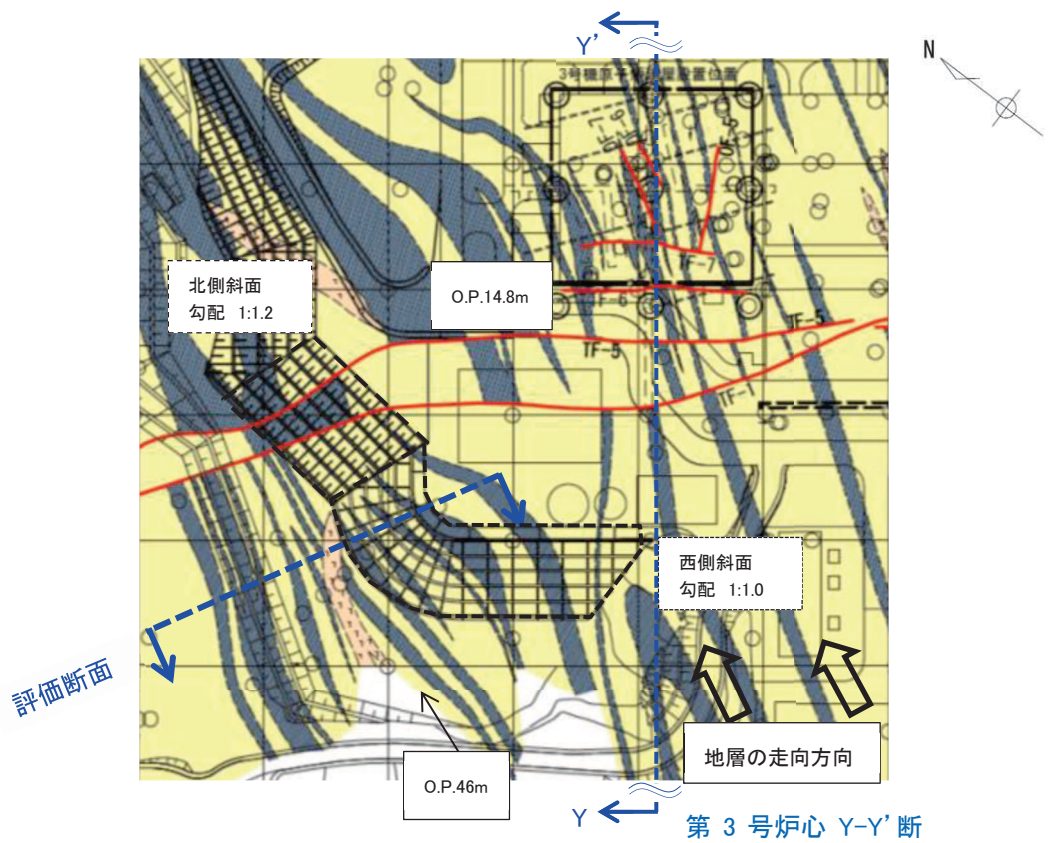 Y’
N
3号機原子炉建屋設置位置
OF-5
TF-7
TF-6
北側斜面
勾配 1:1.2
O.P.14.8m
TF-5
TF-5
TF-1
西側斜面
勾配 1:1.0
評価断面
地層の走向方向
O.P.46m
Y
第 3 号炉心 Y-Y’断